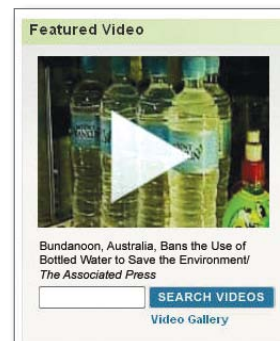 Featured Video
Bundanoon, Australia, Bans the Use of
Bottled Water to Save the Environment/
The Associated Press
SEARCH VIDEOS
Video Gallery